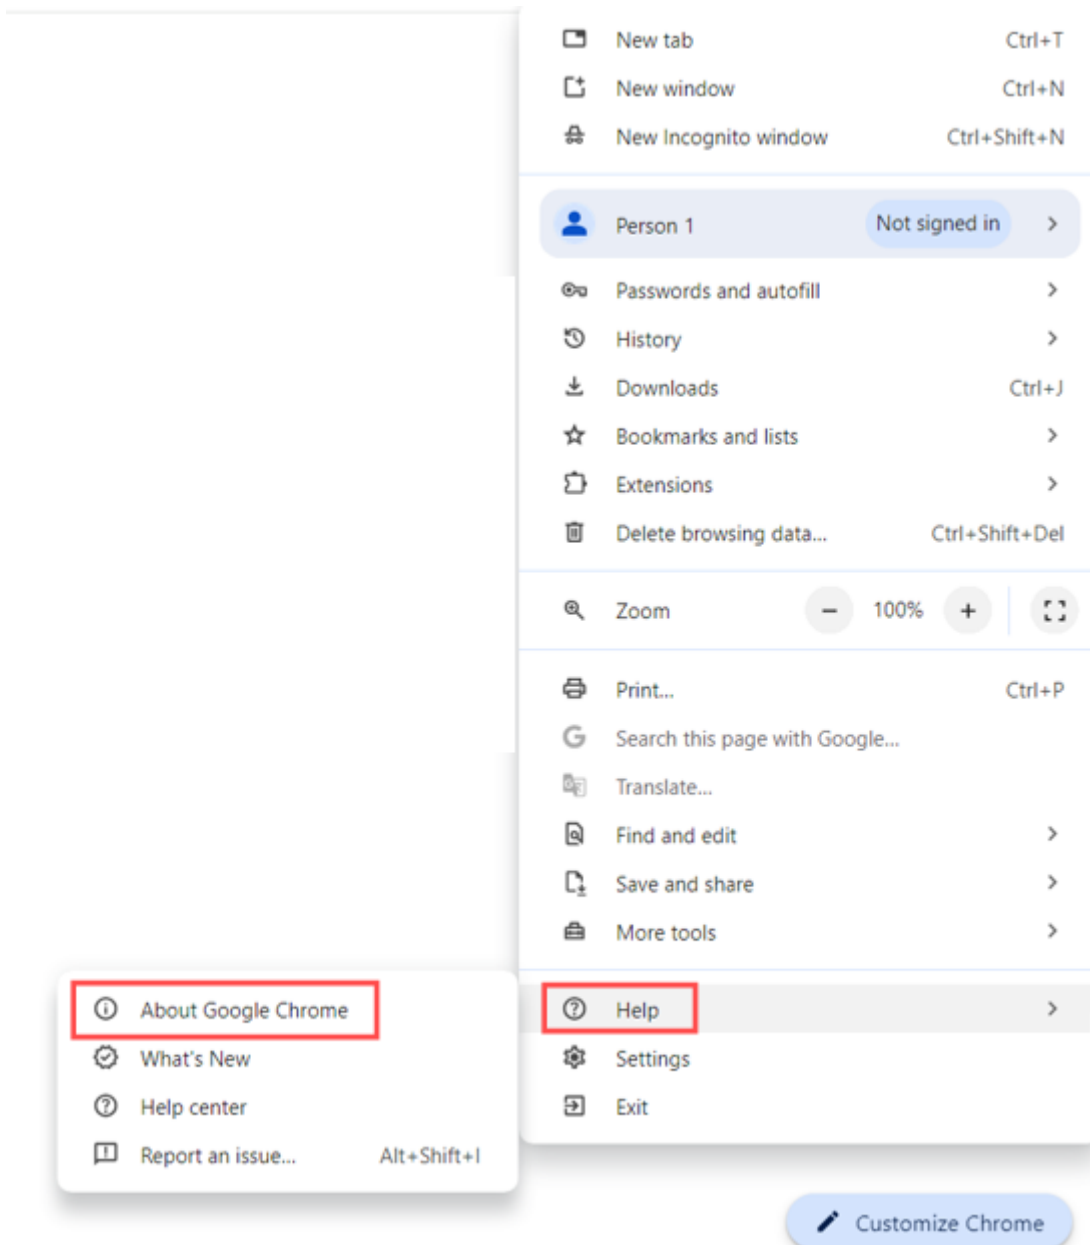 New tab Ctrl+T
New window Ctrl+N
New Incognito window Ctrl+Shift+N
Person 1 Not signed in
Passwords and autofill
History
Downloads Ctrl+J
Bookmarks and lists
Extensions
Delete browsing data... Ctrl+Shift+Del
Zoom − 100% +
Print... Ctrl+P
Search this page with Google...
Translate...
Find and edit
Save and share
More tools
Help
Settings
Exit
About Google Chrome
What's New
Help center
Report an issue... Alt+Shift+I
Customize Chrome